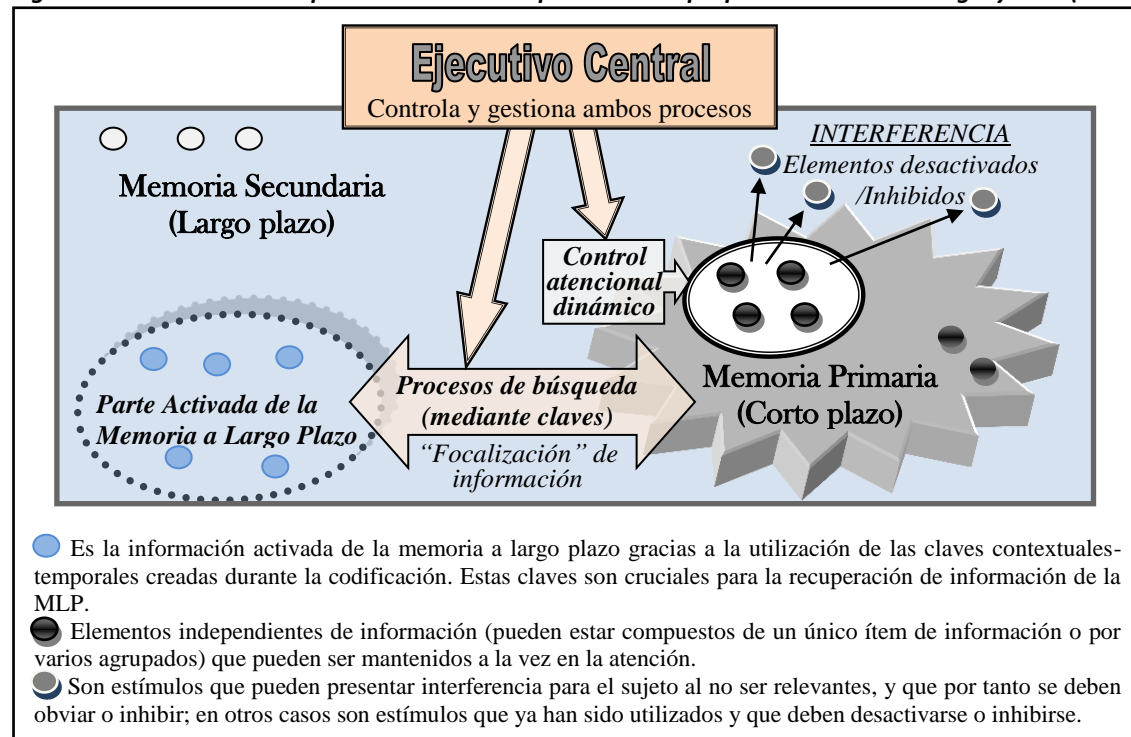 Ejecutivo Central
Controla y gestiona ambos procesos
INTERFERENCIA
Elementos desactivados
/Inhibidos
Memoria Secundaria
(Largo plazo)
Control
atencional
dinámico
Parte Activada de la
Memoria a Largo Plazo
Procesos de búsqueda
(mediante claves)
“Focalización” de
información
Memoria Primaria
(Corto plazo)
Es la información activada de la memoria a largo plazo gracias a la utilización de las claves contextuales-
temporales creadas durante la codificación. Estas claves son cruciales para la recuperación de información de la
MLP.
Elementos independientes de información (pueden estar compuestos de un único ítem de información o por
varios agrupados) que pueden ser mantenidos a la vez en la atención.
Son estímulos que pueden presentar interferencia para el sujeto al no ser relevantes, y que por tanto se deben
obviar o inhibir; en otros casos son estímulos que ya han sido utilizados y que deben desactivarse o inhibirse.